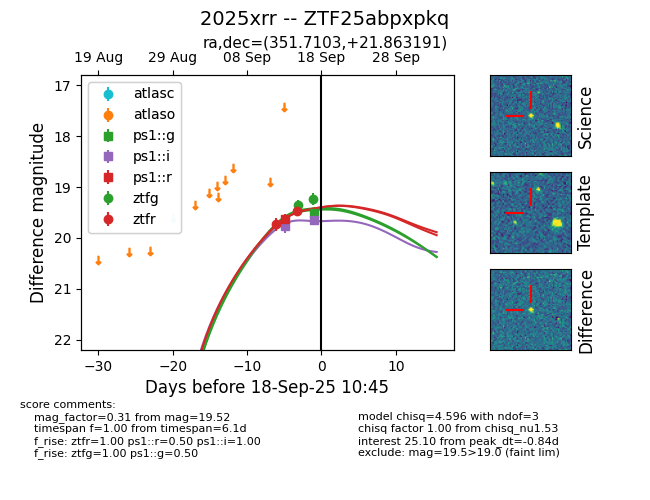 2025xrr -- ZTF25abpxpkq
ra,dec=(351.7103,+21.863191)
19 Aug 29 Aug 08 Sep 18 Sep 28 Sep
17
18
19
20
21
22
Difference magnitude
atlasc
atlaso
ps1::g
ps1::i
ps1::r
ztfg
ztfr
−30 −20 −10 0 10
Days before 18-Sep-25 10:45
Science
Template
Difference
score comments:
mag_factor=0.31 from mag=19.52
timespan f=1.00 from timespan=6.1d
f_rise: ztfr=1.00 ps1::r=0.50 ps1::i=1.00
f_rise: ztfg=1.00 ps1::g=0.50
model chisq=4.596 with ndof=3
chisq factor 1.00 from chisq_nu1.53
interest 25.10 from peak_dt=-0.84d
exclude: mag=19.5>19.0 (faint lim)